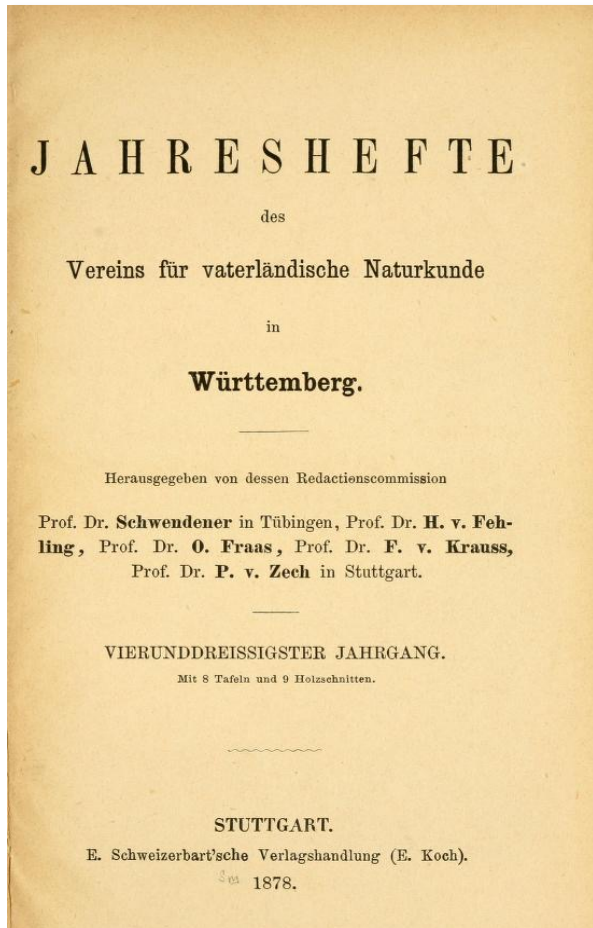 JAHRESHEFTE
des
Vereins für vaterländische Naturkunde
in
Württemberg.
Herausgegeben von dessen Redactionscommission
Prof. Dr. Schwendener in Tübingen, Prof. Dr. H. v. Feh-
ling, Prof. Dr. O. Fraas, Prof. Dr. F. v. Krauss,
Prof. Dr. P. v. Zech in Stuttgart.
VIERUNDDREISSIGSTER JAHRGANG.
Mit 8 Tafeln und 9 Holzschnitten.
STUTTGART.
E. Schweizerbart'sche Verlagshandlung (E. Koch).
1878.